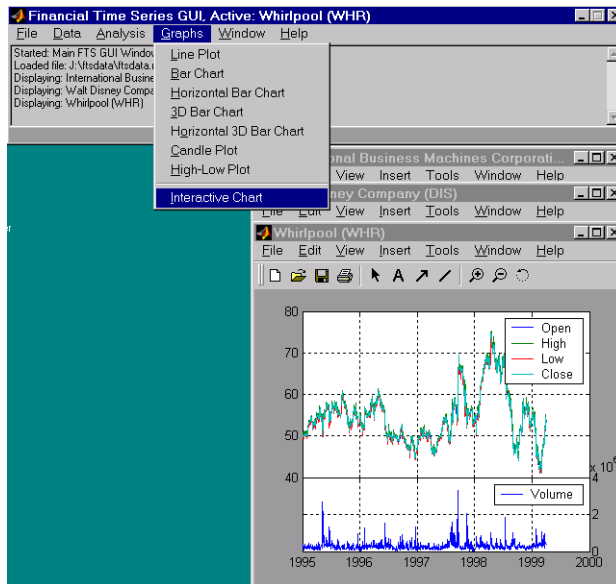 Financial Time Series GUI, Active: Whirlpool (WHR)
File Data Analysis Graphs Window Help
Started: Main FTS GUI Windo
Loaded file: J:\ftsdata\ftsdata.
Displaying: International Busine
Displaying: Walt Disney Compa
Displaying: Whirlpool (WHR)
Line Plot
Bar Chart
Horizontal Bar Chart
3D Bar Chart
Horizontal 3D Bar Chart
Candle Plot
High-Low Plot
Interactive Chart
onal Business Machines Corporati...
View Insert Tools Window Help
ney Company (DIS)
File Edit View Insert Tools Window Help
Whirlpool (WHR)
File Edit View Insert Tools Window Help
A
80
70
60
50
40
Open
High
Low
Close
x 10^6
4
2
0
Volume
1995 1996 1997 1998 1999 2000